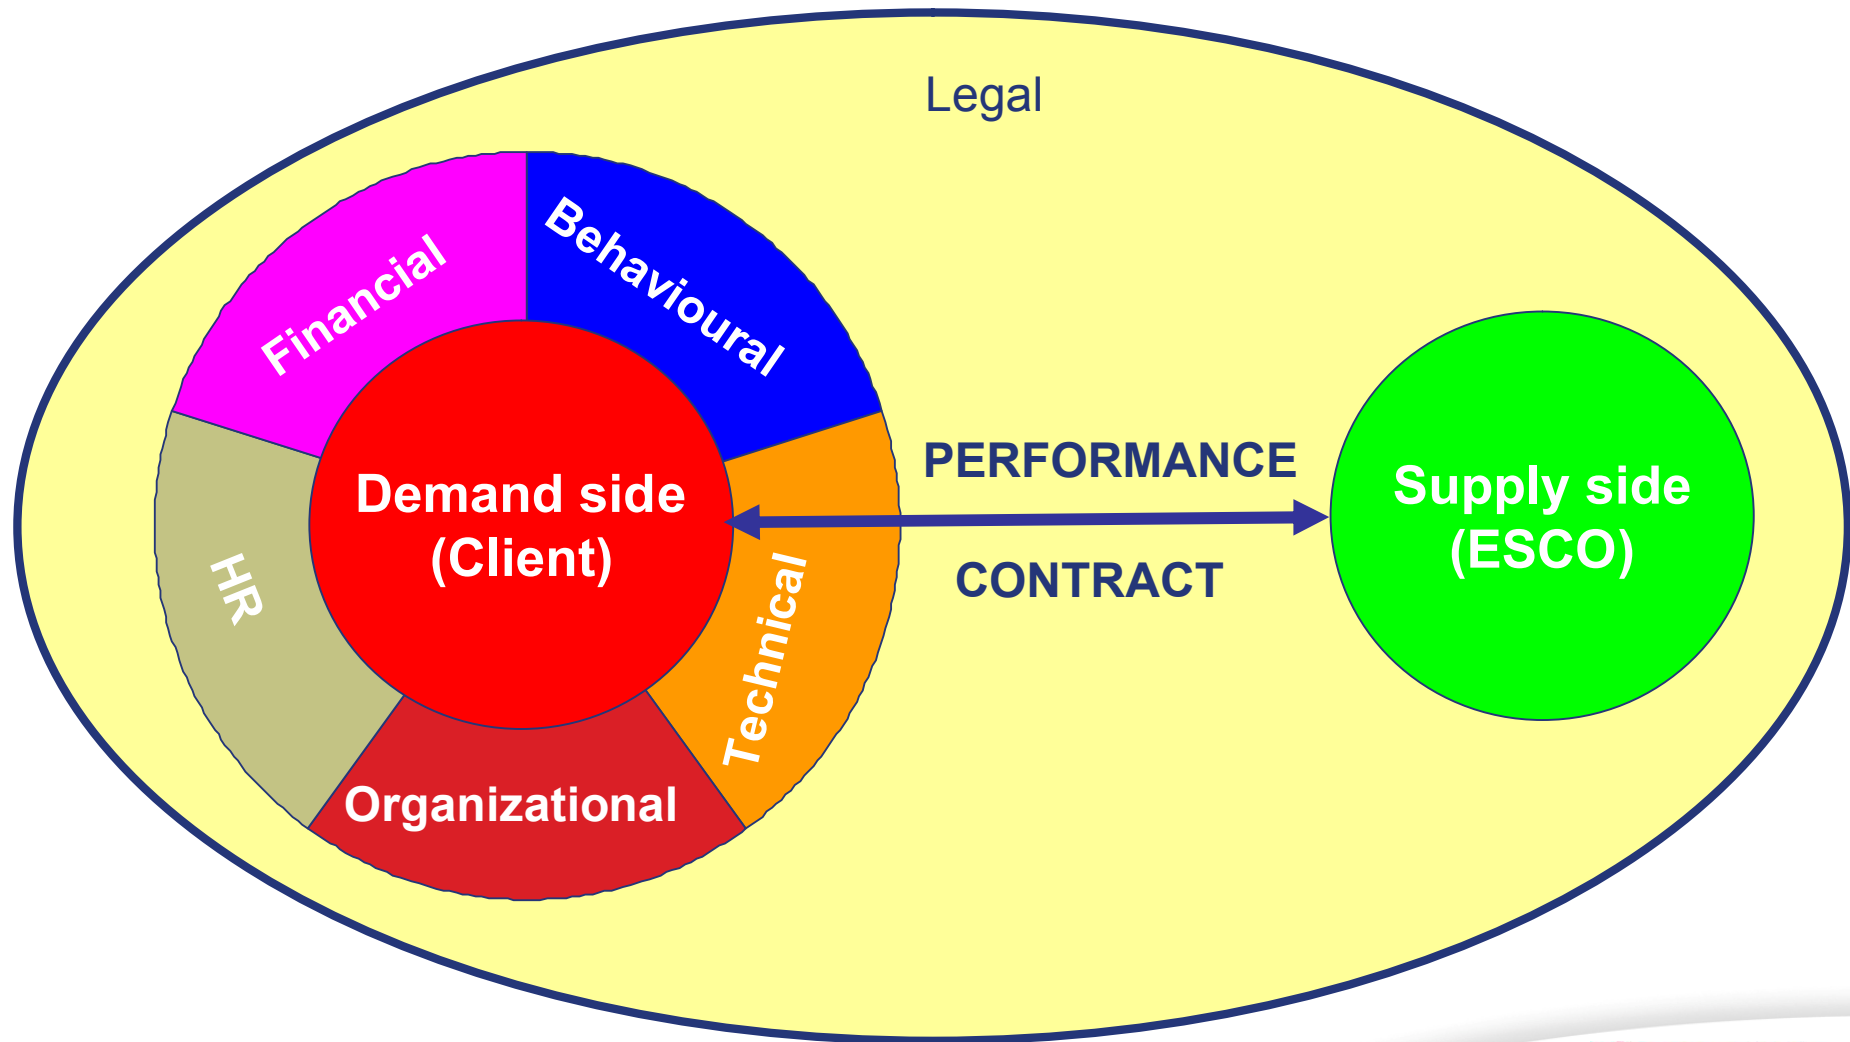 Legal
Financial
Behavioural
HR
Demand side
(Client)
Technical
Organizational
PERFORMANCE
CONTRACT
Supply side
(ESCO)